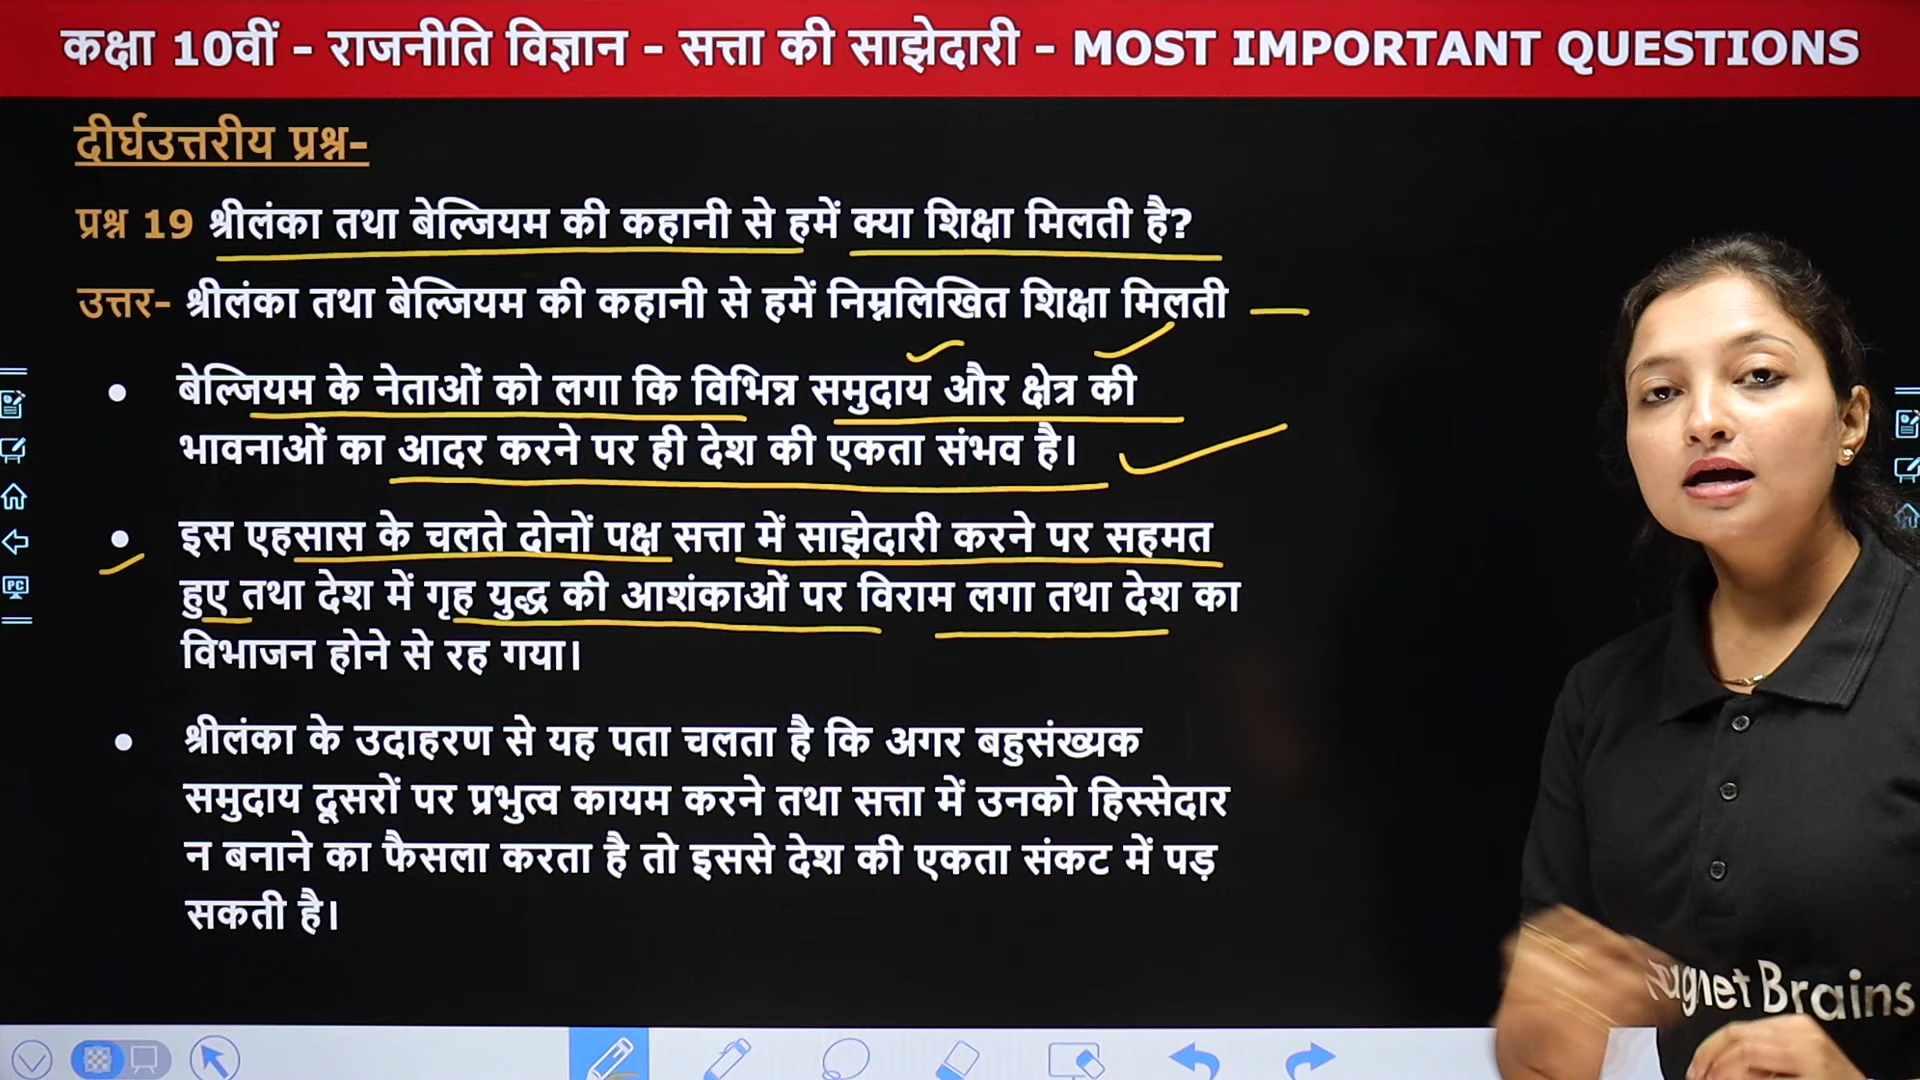 कक्षा 10वीं - राजनीति विज्ञान - सत्ता की साझेदारी - MOST IMPORTANT QUESTIONS
दीर्घउत्तरीय प्रश्न-
प्रश्न 19 श्रीलंका तथा बेल्जियम की कहानी से हमें क्या शिक्षा मिलती है?
उत्तर- श्रीलंका तथा बेल्जियम की कहानी से हमें निम्नलिखित शिक्षा मिलती
• बेल्जियम के नेताओं को लगा कि विभिन्न समुदाय और क्षेत्र की
भावनाओं का आदर करने पर ही देश की एकता संभव है।
• इस एहसास के चलते दोनों पक्ष सत्ता में साझेदारी करने पर सहमत
हुए तथा देश में गृह युद्ध की आशंकाओं पर विराम लगा तथा देश का
विभाजन होने से रह गया।
• श्रीलंका के उदाहरण से यह पता चलता है कि अगर बहुसंख्यक
समुदाय दूसरों पर प्रभुत्व कायम करने तथा सत्ता में उनको हिस्सेदार
न बनाने का फैसला करता है तो इससे देश की एकता संकट में पड़
सकती है।
Brains
PC